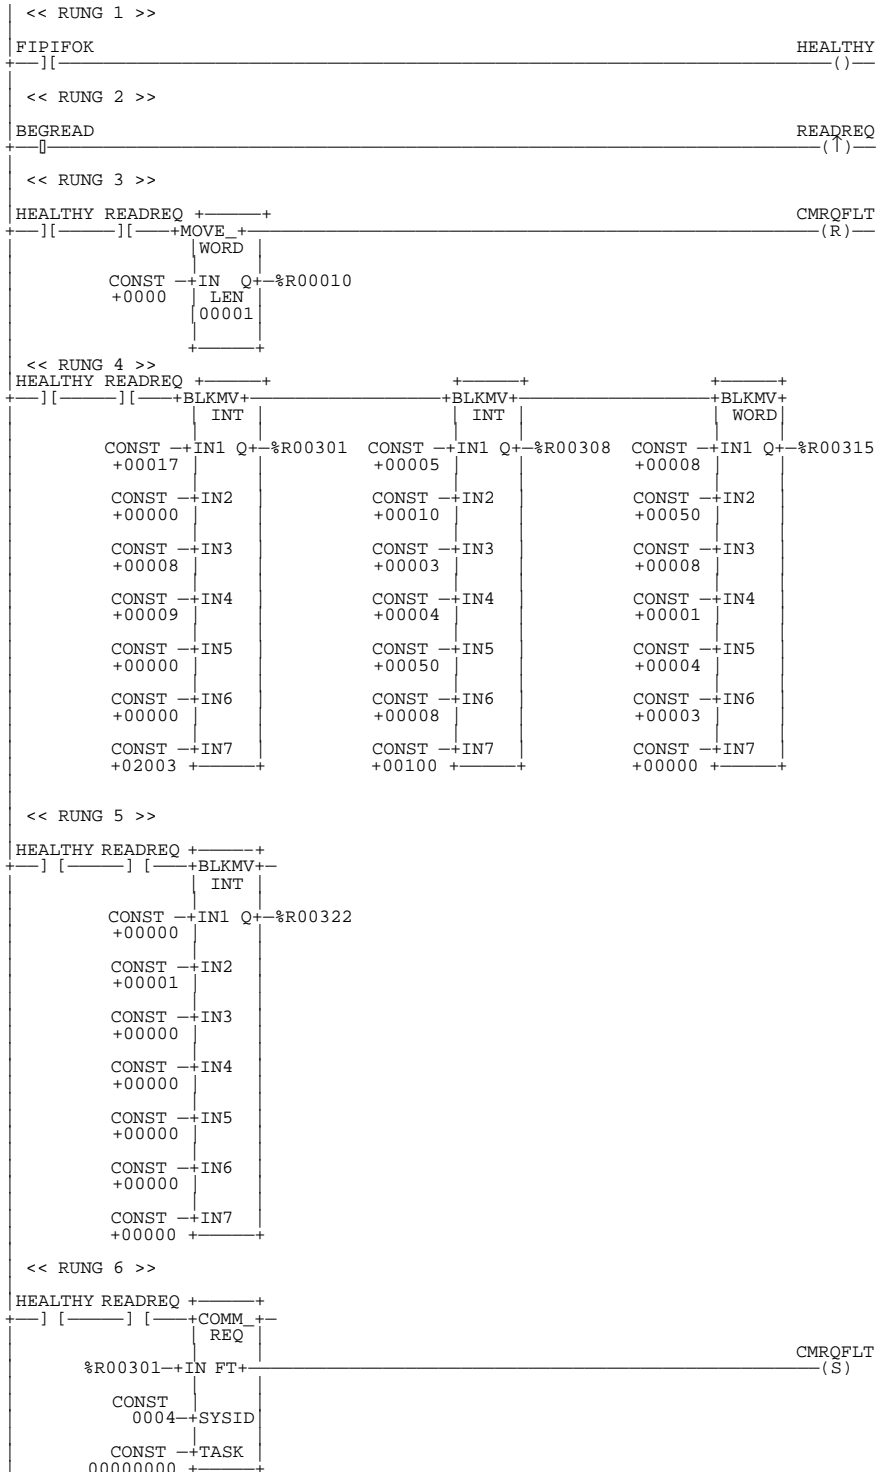 << RUNG 1 >>
FIPIFOK HEALTHY
+——] [——()——
<< RUNG 2 >>
BEGREAD READREQ
+——[]——(↑)——
<< RUNG 3 >>
HEALTHY READREQ +———+ CMRQFLT
+——] [———] [——+MOVE_+——(R)——
WORD
CONST —+IN Q+—%R00010
+0000 | LEN
|00001|
+———+
<< RUNG 4 >>
HEALTHY READREQ +———+ +———+ +———+
+——] [———] [——+BLKMV+——+BLKMV+——+BLKMV+
INT INT WORD
CONST —+IN1 Q+—%R00301 CONST —+IN1 Q+—%R00308 CONST —+IN1 Q+—%R00315
+00017 +00005 +00008
CONST —+IN2 CONST —+IN2 CONST —+IN2
+00000 +00010 +00050
CONST —+IN3 CONST —+IN3 CONST —+IN3
+00008 +00003 +00008
CONST —+IN4 CONST —+IN4 CONST —+IN4
+00009 +00004 +00001
CONST —+IN5 CONST —+IN5 CONST —+IN5
+00000 +00050 +00004
CONST —+IN6 CONST —+IN6 CONST —+IN6
+00000 +00008 +00003
CONST —+IN7 CONST —+IN7 CONST —+IN7
+02003 +———+ +00100 +———+ +00000 +———+
<< RUNG 5 >>
HEALTHY READREQ +———+
+——] [———] [——+BLKMV+—
INT
CONST —+IN1 Q+—%R00322
+00000
CONST —+IN2
+00001
CONST —+IN3
+00000
CONST —+IN4
+00000
CONST —+IN5
+00000
CONST —+IN6
+00000
CONST —+IN7
+00000 +———+
<< RUNG 6 >>
HEALTHY READREQ +———+
+——] [———] [——+COMM_+—
REQ
CMRQFLT
%R00301—+IN FT+——(S)
CONST
0004—+SYSID
CONST —+TASK
00000000 +———+